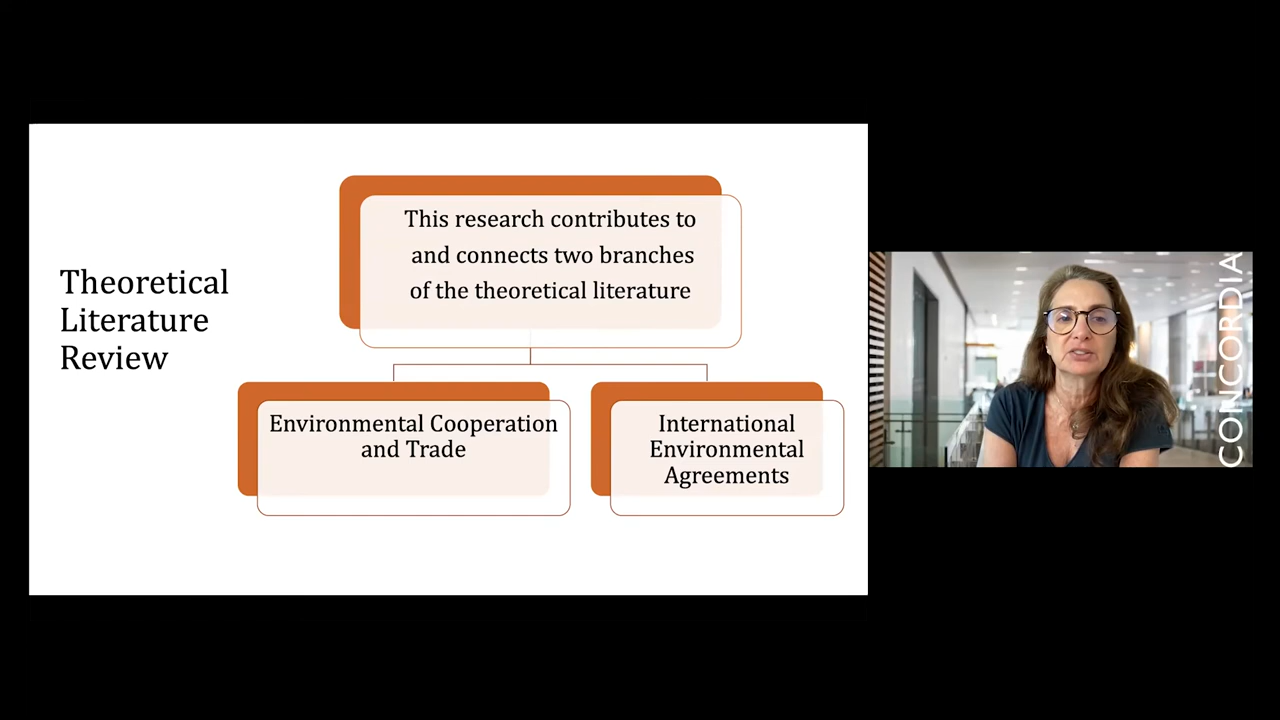 Theoretical
Literature
Review
This research contributes to
and connects two branches
of the theoretical literature
Environmental Cooperation
and Trade
International
Environmental
Agreements
CONCORDIA